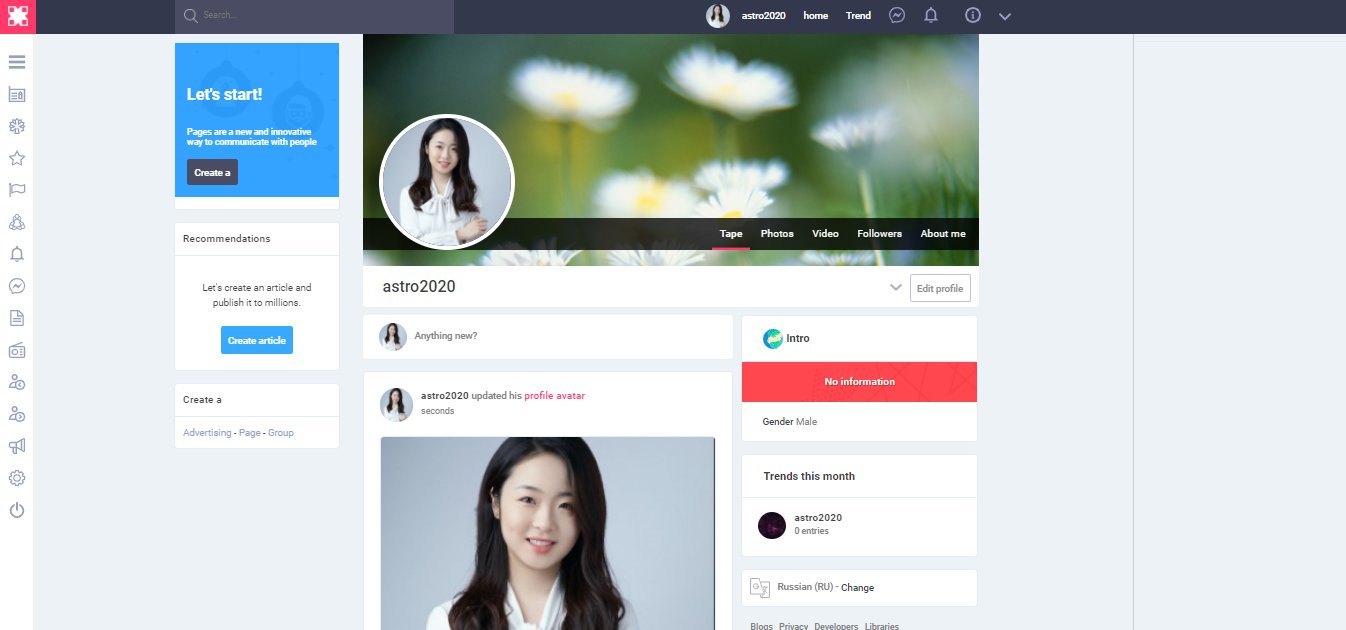 Search...
astro2020
home
Trend
Let's start!
Pages are a new and innovative
way to communicate with people
Create a
Recommendations
Let's create an article and
publish it to millions.
Create article
Create a
Advertising - Page - Group
Tape
Photos
Video
Followers
About me
astro2020
Edit profile
Anything new?
astro2020 updated his profile avatar
seconds
Intro
No information
Gender Male
Trends this month
astro2020
0 entries
Russian (RU) - Change
Blogs Privacy Developers Libraries